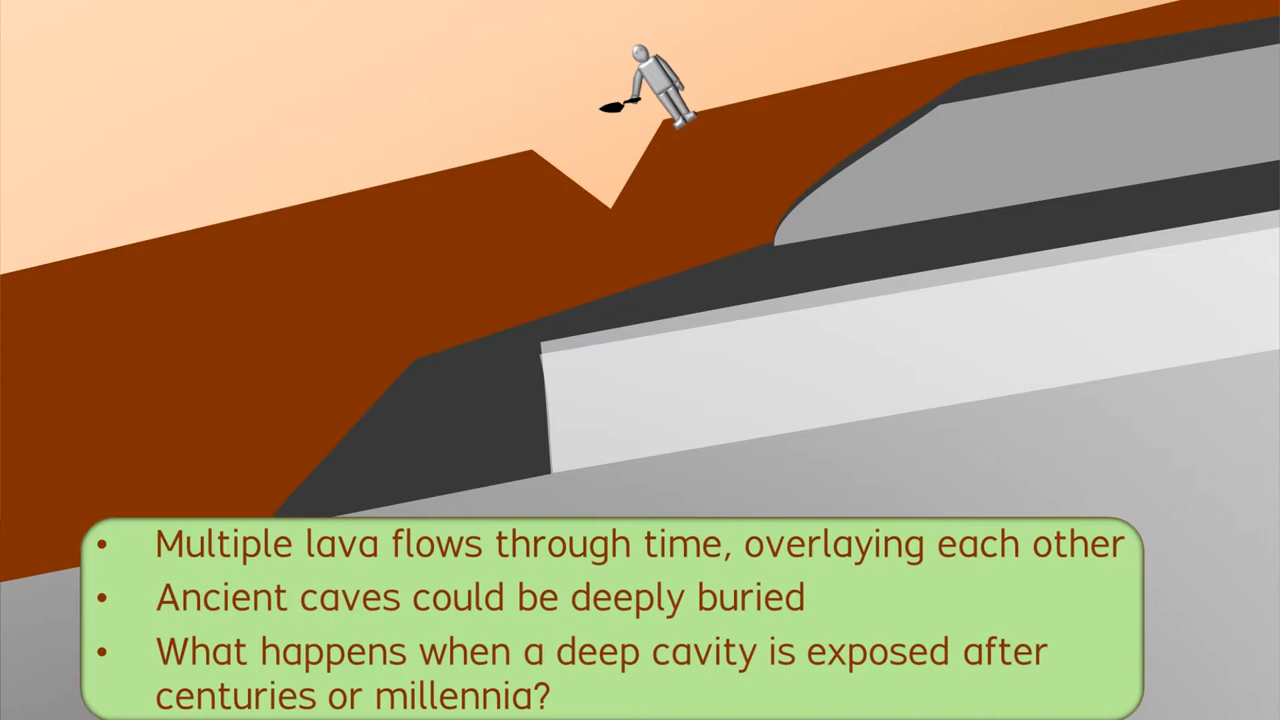 • Multiple lava flows through time, overlaying each other
• Ancient caves could be deeply buried
• What happens when a deep cavity is exposed after
centuries or millennia?